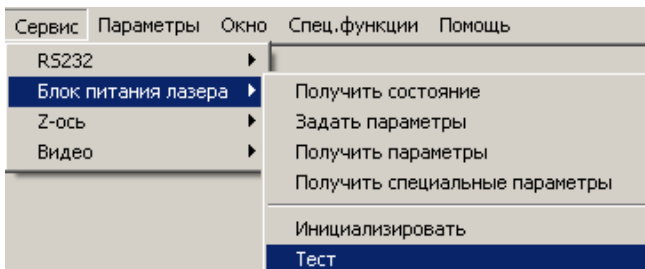 Сервис Параметры Окно Спец.функции Помощь
RS232
Блок питания лазера
Z-ось
Видео
Получить состояние
Задать параметры
Получить параметры
Получить специальные параметры
Инициализировать
Тест